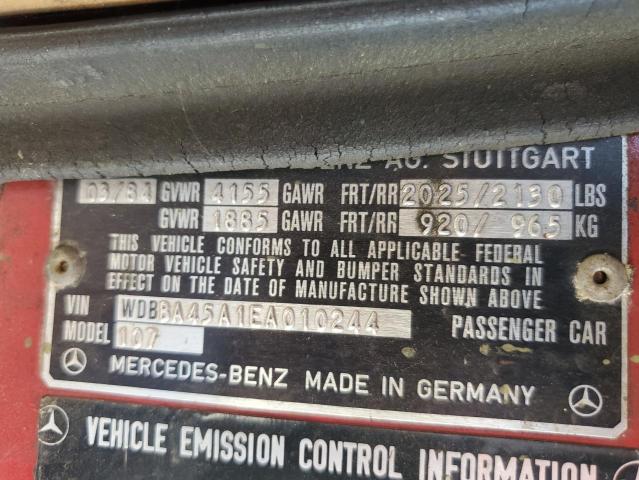 AG. STUTTGART
03/84 GVWR 4155 GAWR FRT/RR 2025/2130 LBS
GVWR 1885 GAWR FRT/RR 920/ 965 KG
THIS VEHICLE CONFORMS TO ALL APPLICABLE FEDERAL
MOTOR VEHICLE SAFETY AND BUMPER STANDARDS IN
EFFECT ON THE DATE OF MANUFACTURE SHOWN ABOVE
VIN WDBBA45A1EA010244
MODEL 107 PASSENGER CAR
MERCEDES-BENZ MADE IN GERMANY
VEHICLE EMISSION CONTROL INFORMATION